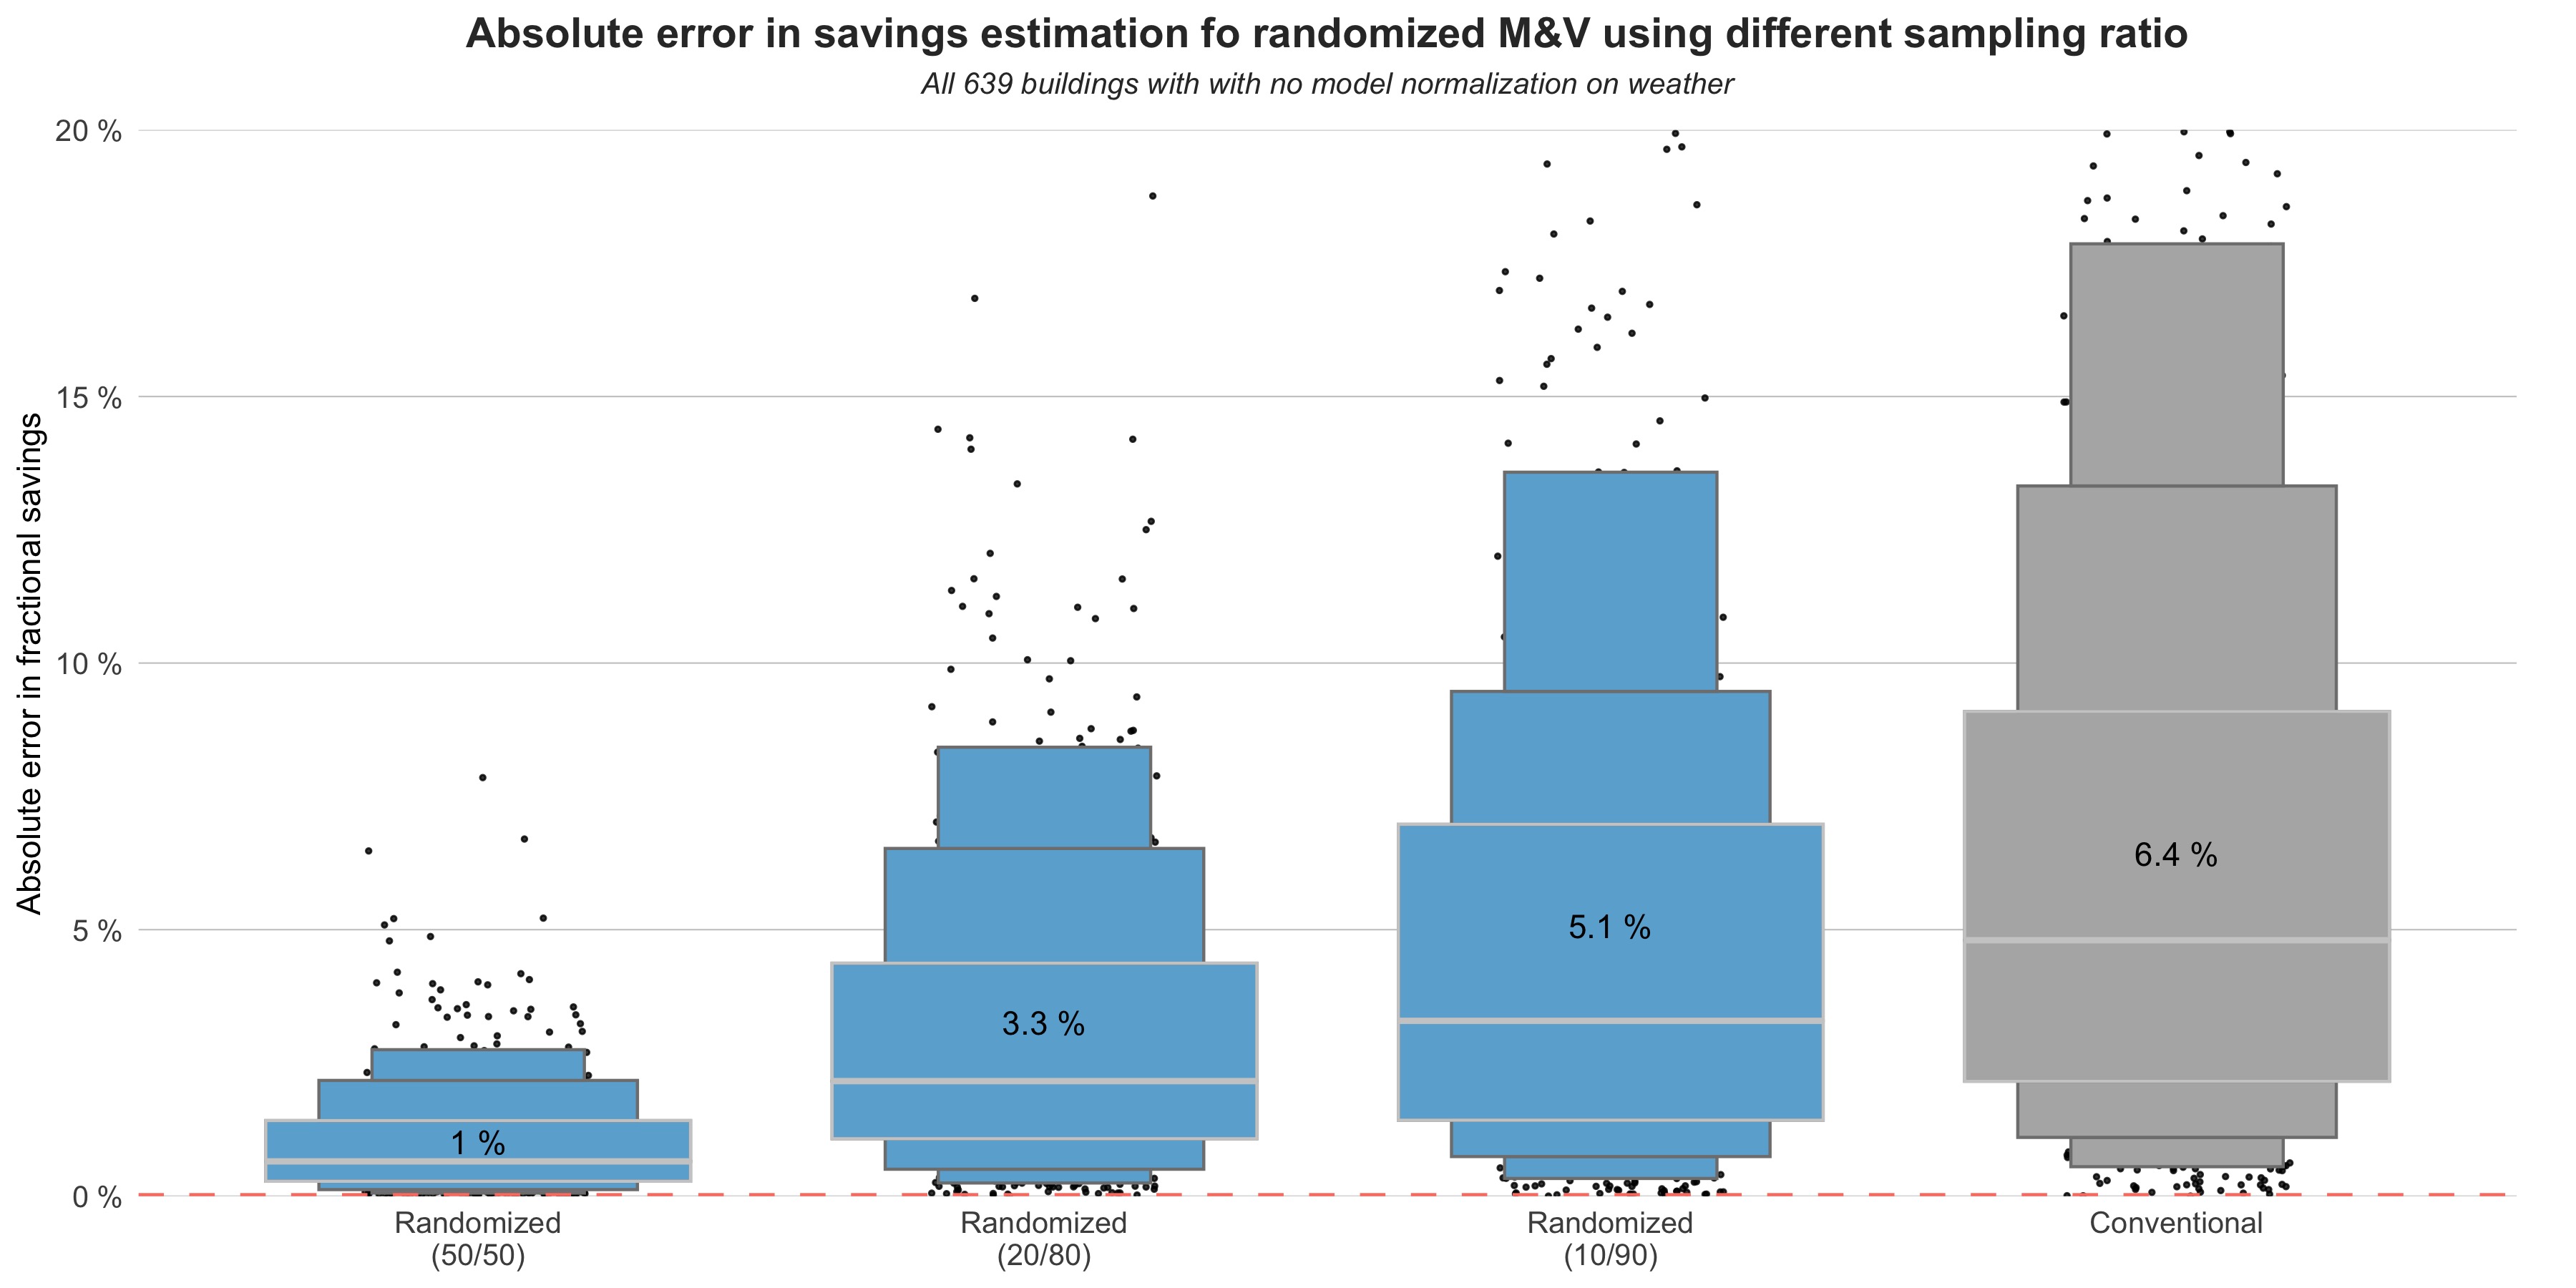 Absolute error in savings estimation fo randomized M&V using different sampling ratio
All 639 buildings with with no model normalization on weather
Absolute error in fractional savings
20 %
15 %
10 %
5 %
0 %
1 %
3.3 %
5.1 %
6.4 %
Randomized
(50/50)
Randomized
(20/80)
Randomized
(10/90)
Conventional